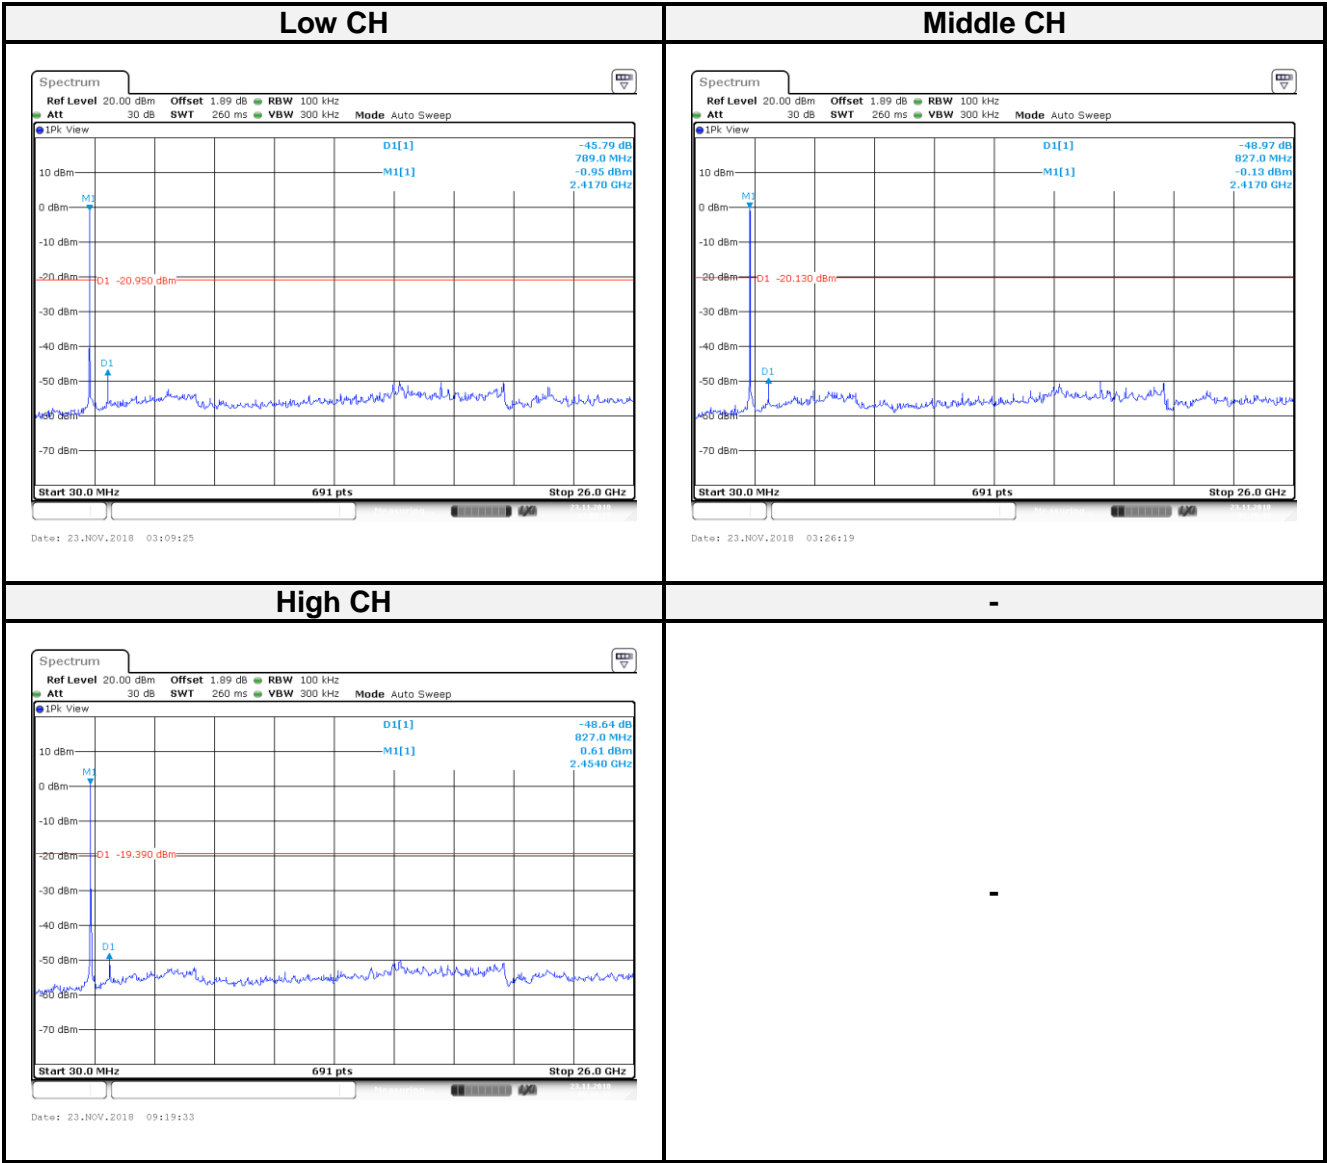 Low CH
Middle CH
Spectrum
Ref Level 20.00 dBm Offset 1.89 dB RBW 100 kHz
Att 30 dB SWT 260 ms VBW 300 kHz Mode Auto Sweep
1Pk View
D1[1] -45.79 dB
789.0 MHz
10 dBm M1[1] -0.95 dBm
2.4170 GHz
M1
0 dBm
-10 dBm
-20 dBm
D1 -20.950 dBm
-30 dBm
-40 dBm
D1
-50 dBm
-60 dBm
-70 dBm
Start 30.0 MHz 691 pts Stop 26.0 GHz
23.11.2018
Date: 23.NOV.2018 03:09:25
Spectrum
Ref Level 20.00 dBm Offset 1.89 dB RBW 100 kHz
Att 30 dB SWT 260 ms VBW 300 kHz Mode Auto Sweep
1Pk View
D1[1] -48.97 dB
827.0 MHz
10 dBm M1[1] -0.13 dBm
2.4170 GHz
M1
0 dBm
-10 dBm
-20 dBm D1 -20.130 dBm
-30 dBm
-40 dBm
D1
-50 dBm
-60 dBm
-70 dBm
Start 30.0 MHz 691 pts Stop 26.0 GHz
23.11.2018
Date: 23.NOV.2018 03:26:19
High CH
-
Spectrum
Ref Level 20.00 dBm Offset 1.89 dB RBW 100 kHz
Att 30 dB SWT 260 ms VBW 300 kHz Mode Auto Sweep
1Pk View
D1[1] -48.64 dB
827.0 MHz
10 dBm M1[1] 0.61 dBm
2.4540 GHz
M1
0 dBm
-10 dBm
-20 dBm D1 -19.390 dBm
-30 dBm
-40 dBm
D1
-50 dBm
-60 dBm
-70 dBm
Start 30.0 MHz 691 pts Stop 26.0 GHz
23.11.2018
Date: 23.NOV.2018 09:19:33
-